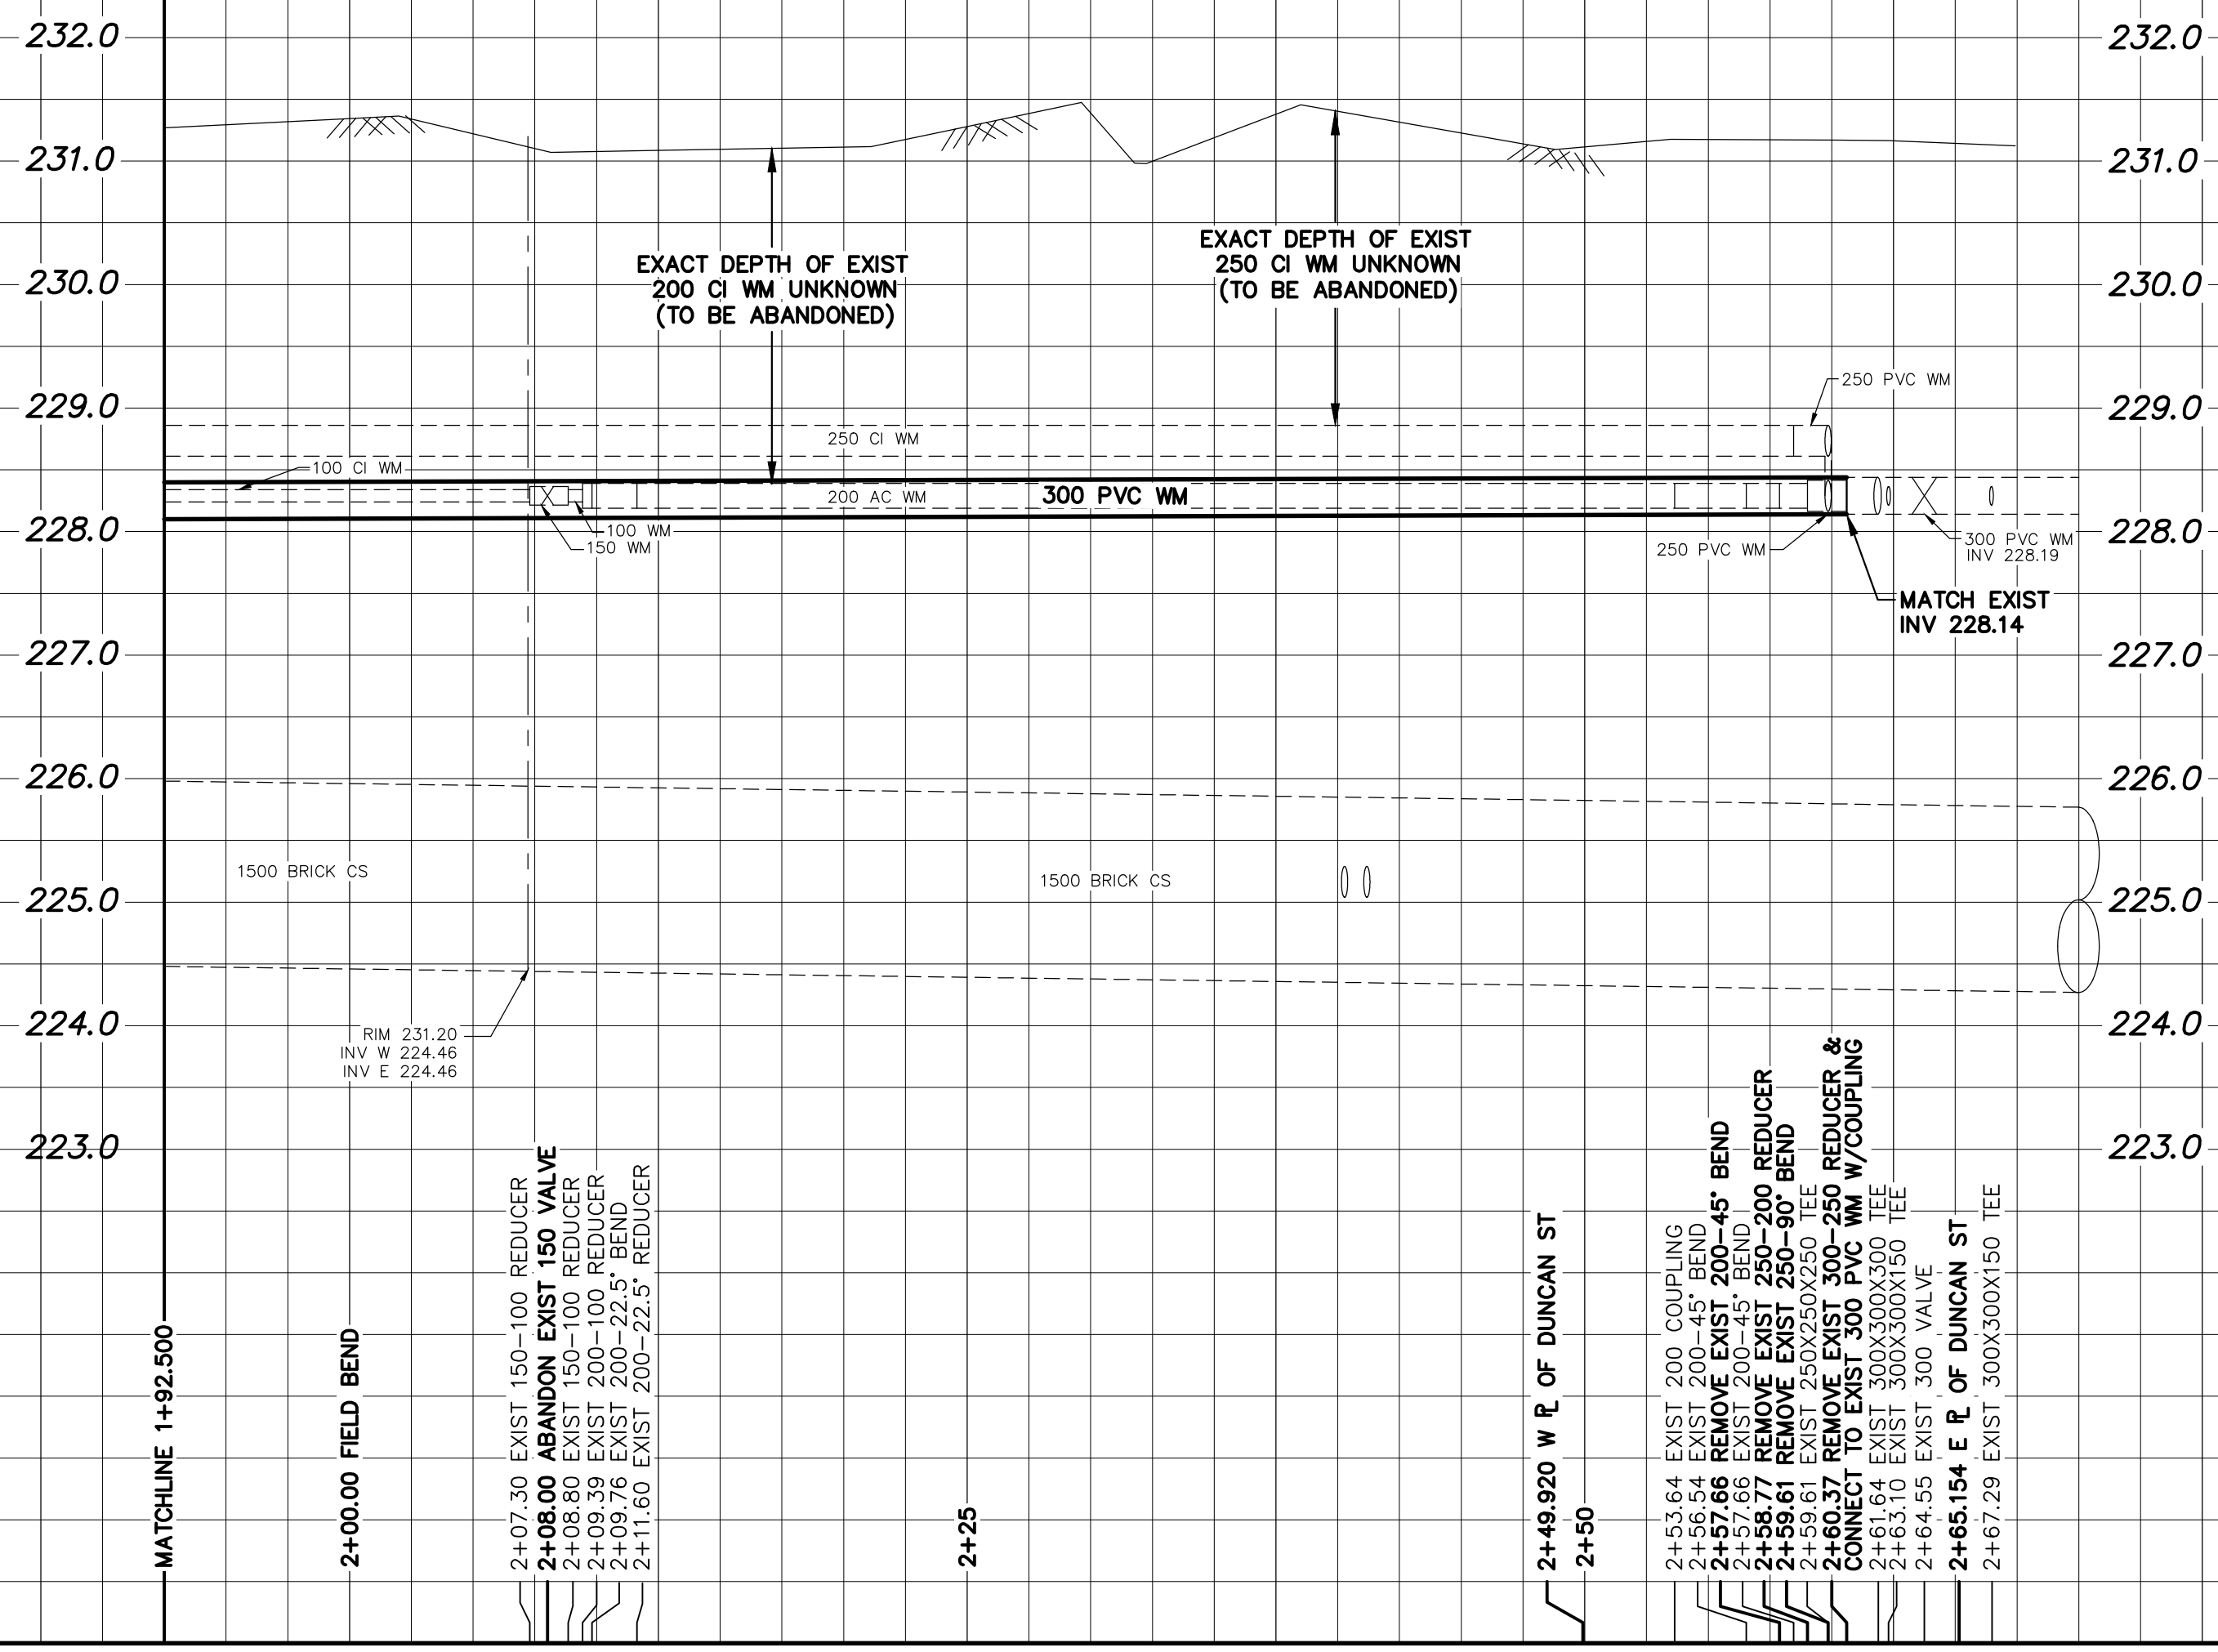 232.0
232.0
231.0
231.0
230.0
230.0
229.0
229.0
228.0
228.0
227.0
227.0
226.0
226.0
225.0
225.0
224.0
224.0
223.0
223.0
EXACT DEPTH OF EXIST
200 CI WM UNKNOWN
(TO BE ABANDONED)
EXACT DEPTH OF EXIST
250 CI WM UNKNOWN
(TO BE ABANDONED)
250 PVC WM
250 CI WM
100 CI WM
200 AC WM
300 PVC WM
100 WM
150 WM
250 PVC WM
300 PVC WM
INV 228.19
MATCH EXIST
INV 228.14
1500 BRICK CS
1500 BRICK CS
RIM 231.20
INV W 224.46
INV E 224.46
MATCHLINE 1+92.500
2+00.00 FIELD BEND
2+07.30 EXIST 150-100 REDUCER
2+08.00 ABANDON EXIST 150 VALVE
2+08.80 EXIST 150-100 REDUCER
2+09.39 EXIST 200-100 REDUCER
2+09.76 EXIST 200-22.5° BEND
2+11.60 EXIST 200-22.5° REDUCER
2+25
2+49.920 W PL OF DUNCAN ST
2+50
2+53.64 EXIST 200 COUPLING
2+56.54 EXIST 200-45° BEND
2+57.66 REMOVE EXIST 200-45° BEND
2+57.66 EXIST 200-45° BEND
2+58.77 REMOVE EXIST 250-200 REDUCER
2+59.61 REMOVE EXIST 250-90° BEND
2+59.61 EXIST 250X250X250 TEE
2+60.37 REMOVE EXIST 300-250 REDUCER &
CONNECT TO EXIST 300 PVC WM W/COUPLING
2+61.64 EXIST 300X300X300 TEE
2+63.10 EXIST 300X300X150 TEE
2+64.55 EXIST 300 VALVE
2+65.154 E PL OF DUNCAN ST
2+67.29 EXIST 300X300X150 TEE